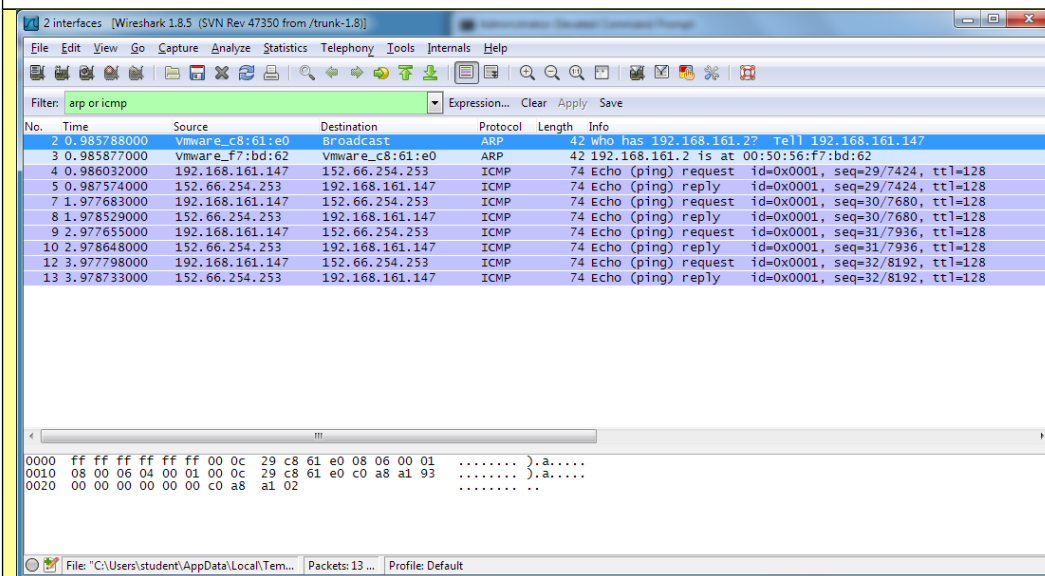 2 interfaces [Wireshark 1.8.5 (SVN Rev 47350 from /trunk-1.8)]
File Edit View Go Capture Analyze Statistics Telephony Tools Internals Help
Filter: arp or icmp Expression... Clear Apply Save
No. Time Source Destination Protocol Length Info
2 0.985788000 Vmware_c8:61:e0 Broadcast ARP 42 Who has 192.168.161.2? Tell 192.168.161.147
3 0.985877000 Vmware_f7:bd:62 Vmware_c8:61:e0 ARP 42 192.168.161.2 is at 00:50:56:f7:bd:62
4 0.986032000 192.168.161.147 152.66.254.253 ICMP 74 Echo (ping) request id=0x0001, seq=29/7424, ttl=128
5 0.987574000 152.66.254.253 192.168.161.147 ICMP 74 Echo (ping) reply id=0x0001, seq=29/7424, ttl=128
7 1.977683000 192.168.161.147 152.66.254.253 ICMP 74 Echo (ping) request id=0x0001, seq=30/7680, ttl=128
8 1.978529000 152.66.254.253 192.168.161.147 ICMP 74 Echo (ping) reply id=0x0001, seq=30/7680, ttl=128
9 2.977655000 192.168.161.147 152.66.254.253 ICMP 74 Echo (ping) request id=0x0001, seq=31/7936, ttl=128
10 2.978648000 152.66.254.253 192.168.161.147 ICMP 74 Echo (ping) reply id=0x0001, seq=31/7936, ttl=128
12 3.977798000 192.168.161.147 152.66.254.253 ICMP 74 Echo (ping) request id=0x0001, seq=32/8192, ttl=128
13 3.978733000 152.66.254.253 192.168.161.147 ICMP 74 Echo (ping) reply id=0x0001, seq=32/8192, ttl=128
0000 ff ff ff ff ff ff 00 0c 29 c8 61 e0 08 06 00 01 ........ ).a.....
0010 08 00 06 04 00 01 00 0c 29 c8 61 e0 c0 a8 a1 93 ........ ).a.....
0020 00 00 00 00 00 00 c0 a8 a1 02 ........ ..
File: "C:\Users\student\AppData\Local\Tem... Packets: 13 ... Profile: Default